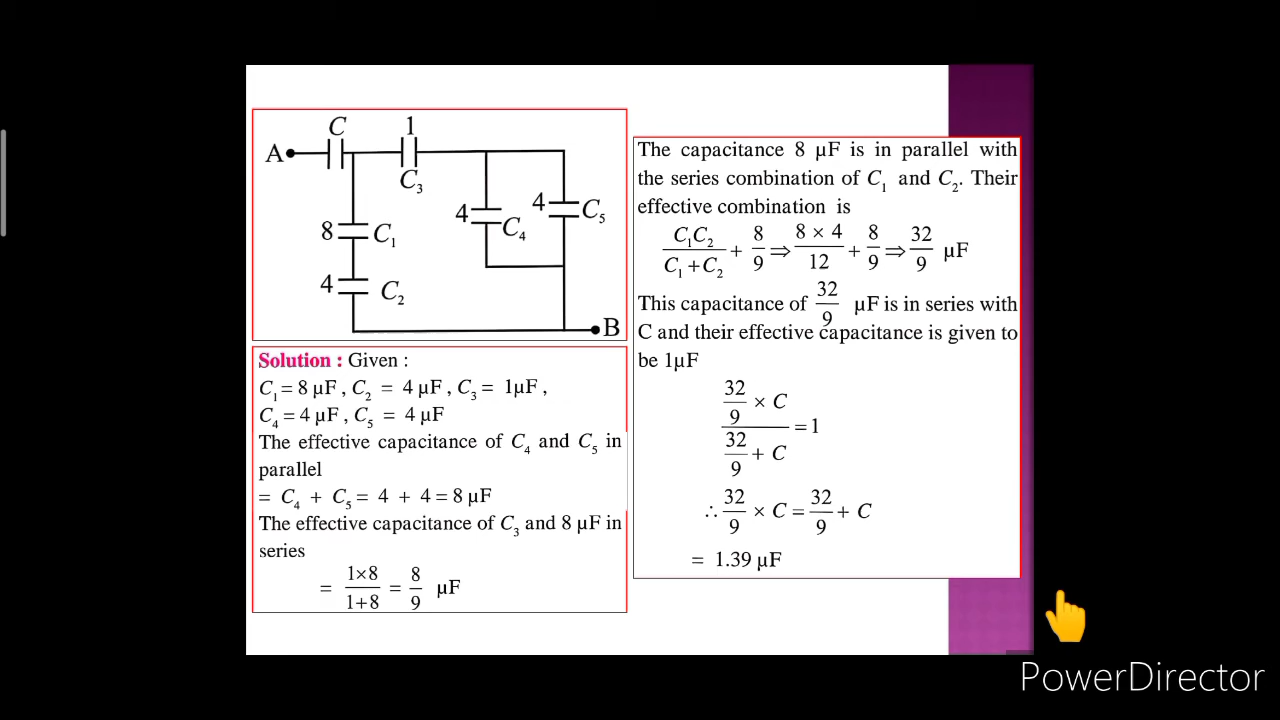 C
1
A
C₃
8
C₁
4
C₄
4
C₅
4
C₂
B
Solution : Given :
C₁ = 8 μF , C₂ = 4 μF , C₃ = 1μF ,
C₄ = 4 μF , C₅ = 4 μF
The effective capacitance of C₄ and C₅ in
parallel
= C₄ + C₅ = 4 + 4 = 8 μF
The effective capacitance of C₃ and 8 μF in
series
= 1×8/1+8 = 8/9 μF
The capacitance 8 μF is in parallel with
the series combination of C₁ and C₂. Their
effective combination is
C₁C₂/C₁+C₂ + 8/9 ⇒ 8 × 4/12 + 8/9 ⇒ 32/9 μF
This capacitance of 32/9 μF is in series with
C and their effective capacitance is given to
be 1μF
32/9 × C / 32/9 + C = 1
∴ 32/9 × C = 32/9 + C
= 1.39 μF
PowerDirector